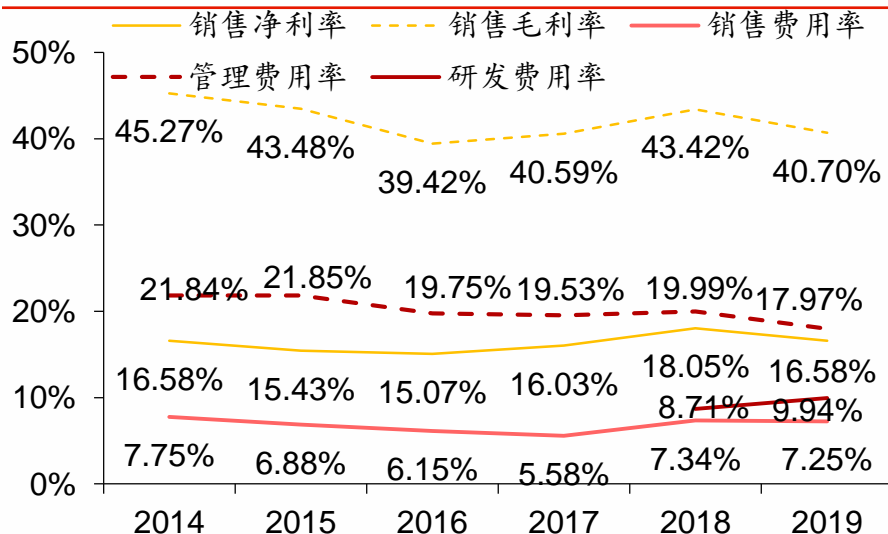 销售净利率 销售毛利率 销售费用率
管理费用率 研发费用率
50%
40%
30%
20%
10%
0%
45.27% 43.48% 39.42% 40.59% 43.42% 40.70%
21.84% 21.85% 19.75% 19.53% 19.99% 17.97%
16.58% 15.43% 15.07% 16.03% 18.05% 16.58%
8.71% 9.94%
7.75% 6.88% 6.15% 5.58% 7.34% 7.25%
2014 2015 2016 2017 2018 2019